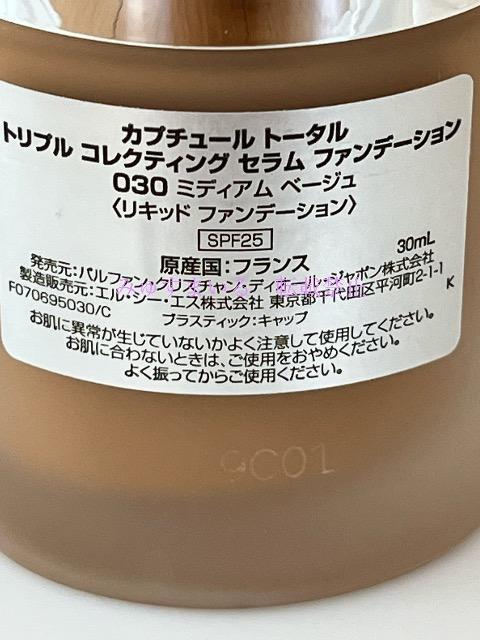 カプチュール トータル
トリプル コレクティング セラム ファンデーション
030 ミディアム ベージュ
〈リキッド ファンデーション〉
SPF25
原産国:フランス 30mL
発売元:パルファン・クリスチャン・ディオール・ジャポン株式会社
製造販売元:エル・シー・エス株式会社 東京都千代田区平河町2-1-1
F070695030/C プラスティック:キャップ K
お肌に異常が生じていないかよく注意して使用してください。
お肌に合わないときは、ご使用をおやめください。
よく振ってからご使用ください。
9C01